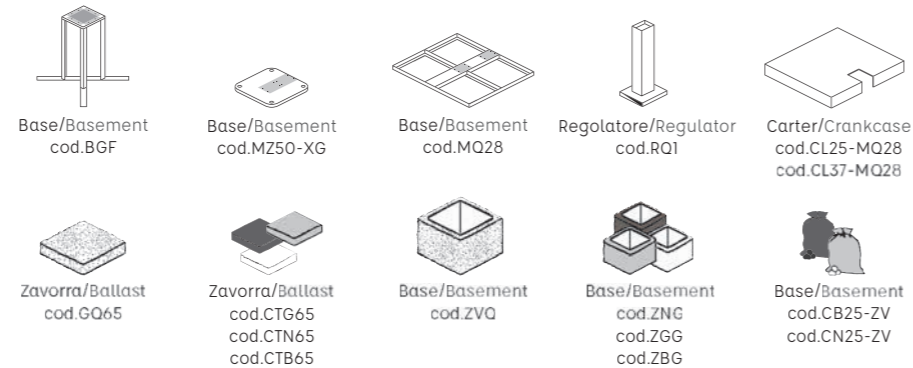 Base/Basement
cod.BGF
Base/Basement
cod.MZ50-XG
Base/Basement
cod.MQ28
Regolatore/Regulator
cod.RQ1
Carter/Crankcase
cod.CL25-MQ28
cod.CL37-MQ28
Zavorra/Ballast
cod.GQ65
Zavorra/Ballast
cod.CTG65
cod.CTN65
cod.CTB65
Base/Basement
cod.ZVQ
Base/Basement
cod.ZNG
cod.ZGG
cod.ZBG
Base/Basement
cod.CB25-ZV
cod.CN25-ZV